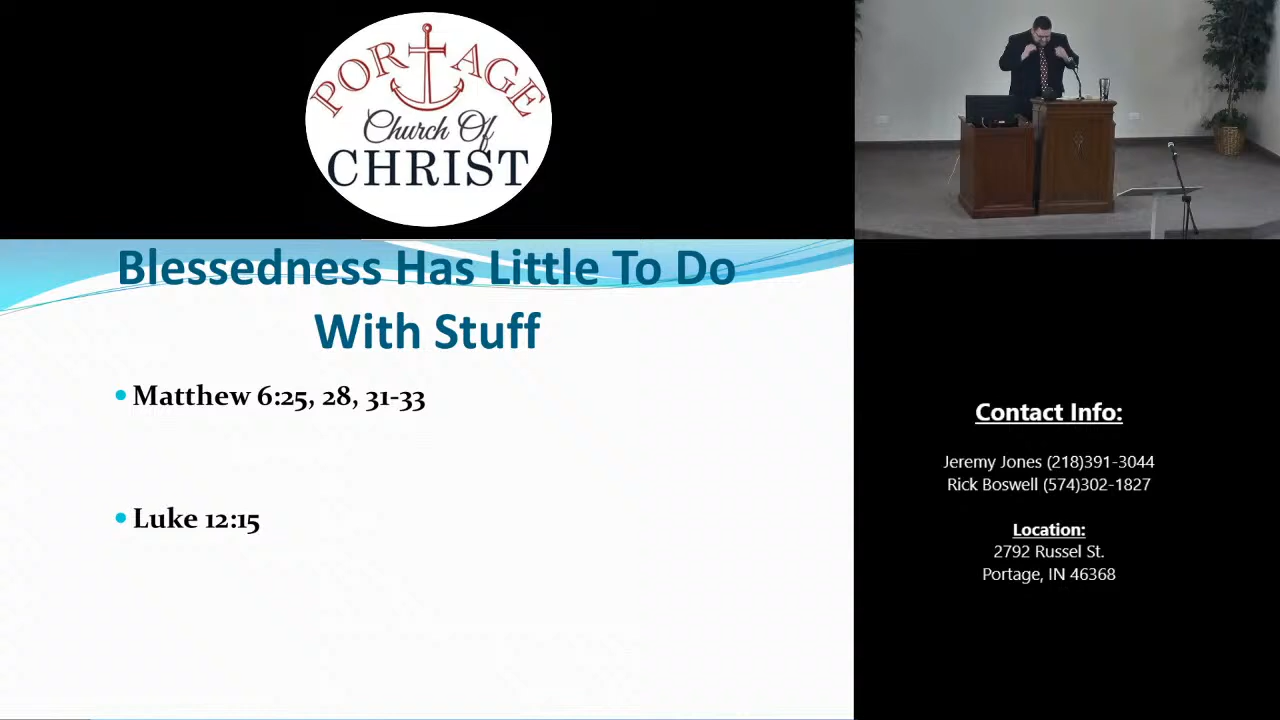 PORTAGE
Church Of
CHRIST
Blessedness Has Little To Do
With Stuff
• Matthew 6:25, 28, 31-33
• Luke 12:15
Contact Info:
Jeremy Jones (218)391-3044
Rick Boswell (574)302-1827
Location:
2792 Russel St.
Portage, IN 46368